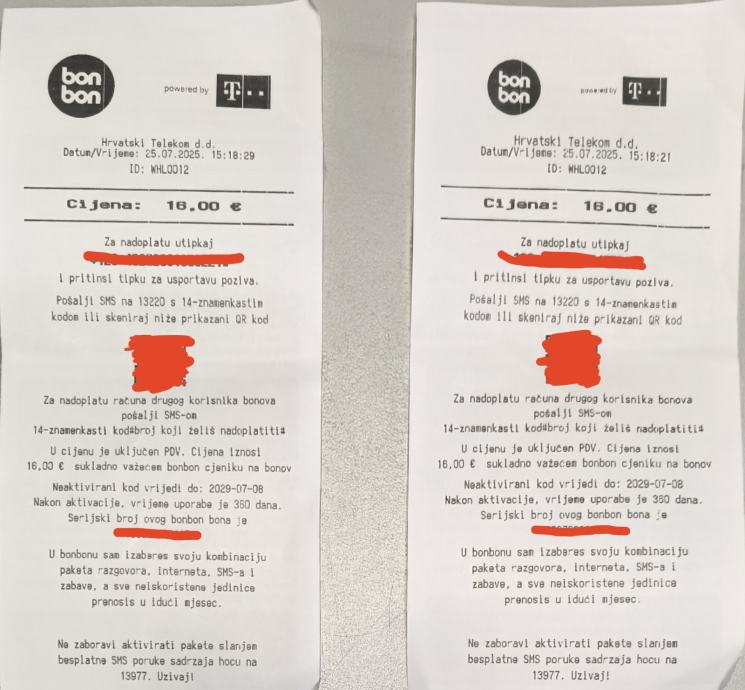 bon
bon
powered by T
Hrvatski Telekom d.d.
Datum/Vrijeme: 25.07.2025. 15:18:29
ID: WHL0012
Cijena: 16.00 €
Za nadoplatu utipkaj
i pritinsi tipku za usportavu poziva.
Pošalji SMS na 13220 s 14-znamenkastim
kodom ili skeniraj niže prikazani QR kod
Za nadoplatu računa drugog korisnika bonova
pošalji SMS-om
14-znamenkasti kod#broj koji želiš nadoplatiti#
U cijenu je uključen PDV. Cijena iznosi
16,00 € sukladno važećem bonbon cjeniku na bonov
Neaktivirani kod vrijedi do: 2029-07-08
Nakon aktivacije, vrijeme uporabe je 360 dana.
Serijski broj ovog bonbon bona je
U bonbonu sam izabereš svoju kombinaciju
paketa razgovora, interneta, SMS-a i
zabave, a sve neiskorištene jedinice
prenosiš u idući mjesec.
Ne zaboravi aktivirati pakete slanjem
besplatne SMS poruke sadrzaja hocu na
13977. Uzivaj!
bon
bon
powered by T
Hrvatski Telekom d.d.
Datum/Vrijeme: 25.07.2025. 15:18:21
ID: WHL0012
Cijena: 16.00 €
Za nadoplatu utipkaj
i pritinsi tipku za usportavu poziva.
Pošalji SMS na 13220 s 14-znamenkastim
kodom ili skeniraj niže prikazani QR kod
Za nadoplatu računa drugog korisnika bonova
pošalji SMS-om
14-znamenkasti kod#broj koji želiš nadoplatiti#
U cijenu je uključen PDV. Cijena iznosi
16,00 € sukladno važećem bonbon cjeniku na bonov
Neaktivirani kod vrijedi do: 2029-07-08
Nakon aktivacije, vrijeme uporabe je 360 dana.
Serijski broj ovog bonbon bona je
U bonbonu sam izabereš svoju kombinaciju
paketa razgovora, interneta, SMS-a i
zabave, a sve neiskorištene jedinice
prenosiš u idući mjesec.
Ne zaboravi aktivirati pakete slanjem
besplatne SMS poruke sadrzaja hocu na
13977. Uzivaj!